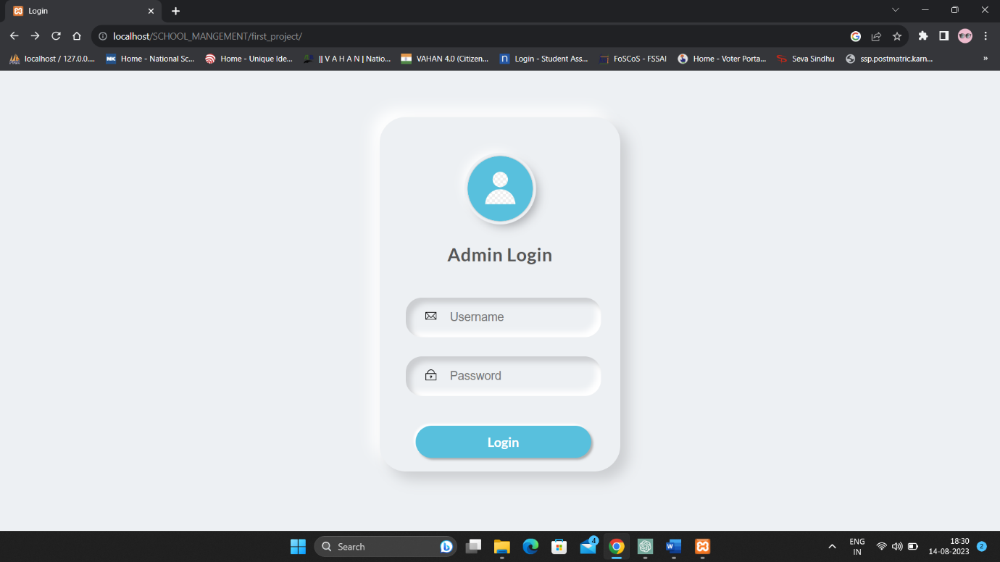 Login
localhost/SCHOOL_MANGEMENT/first_project/
localhost / 127.0.0.... Home - National Sc... Home - Unique Ide... || V A H A N | Natio... VAHAN 4.0 (Citizen... Login - Student Ass... FoSCoS - FSSAI Home - Voter Porta... Seva Sindhu ssp.postmatric.karn... »
Admin Login
Username
Password
Login
Search
4
ENG
IN
18:30
14-08-2023
2